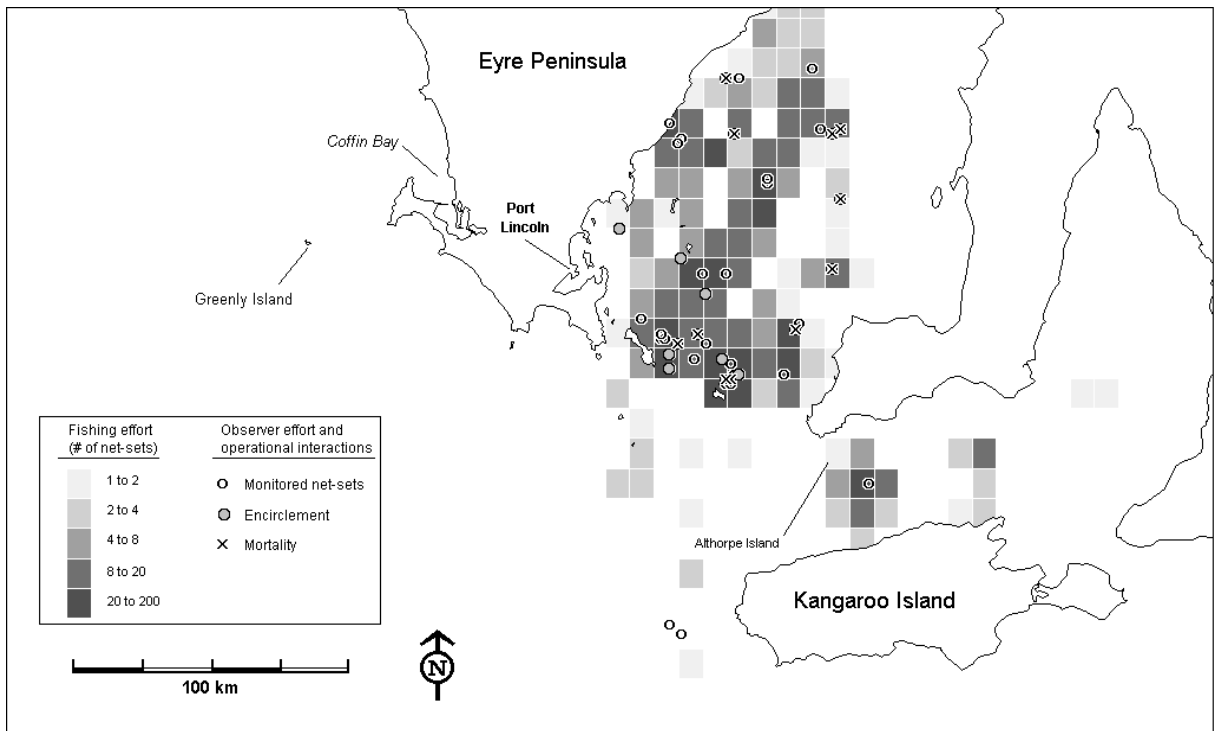 Eyre Peninsula
Coffin Bay
Port
Lincoln
Greenly Island
Fishing effort
(# of net-sets)
1 to 2
2 to 4
4 to 8
8 to 20
20 to 200
Observer effort and
operational interactions
Monitored net-sets
Encirclement
Mortality
Althorpe Island
Kangaroo Island
100 km
N